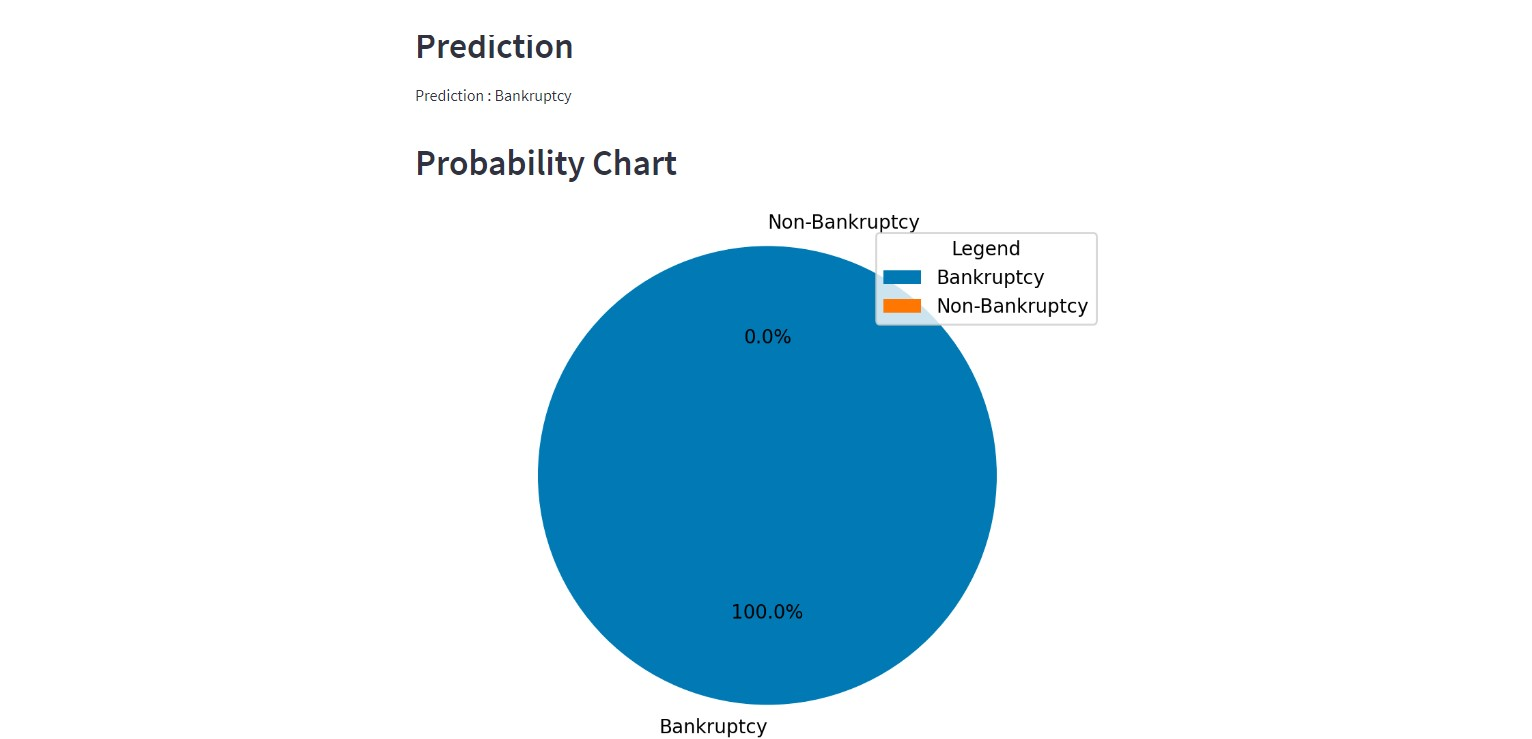 Prediction
Prediction : Bankruptcy
Probability Chart
Non-Bankruptcy
Legend
Bankruptcy
Non-Bankruptcy
0.0%
100.0%
Bankruptcy